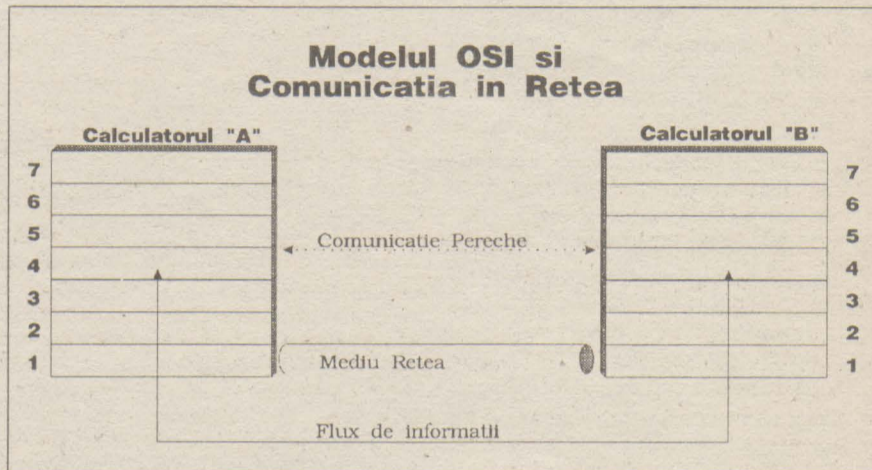 Modelul OSI si
Comunicatia in Retea
Calculatorul "A"
Calculatorul "B"
7
6
5
4
3
2
1
7
6
5
4
3
2
1
Comunicatie Pereche
Mediu Retea
Flux de informatii